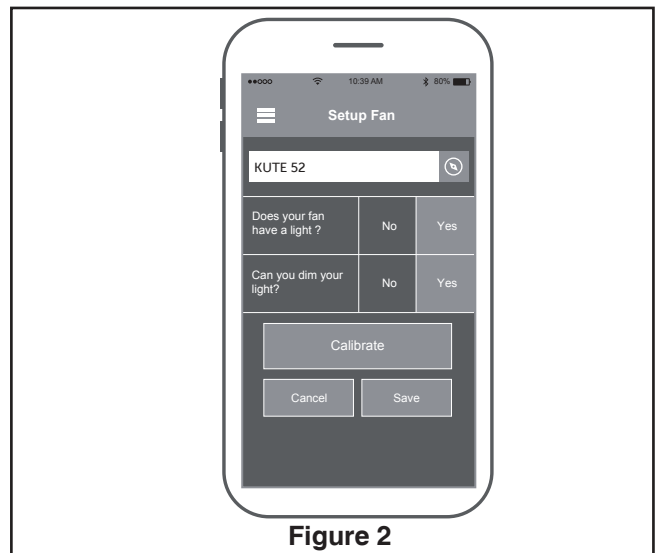 10:39 AM 80%
Setup Fan
KUTE 52
Does your fan
have a light ?
No
Yes
Can you dim your
light?
No
Yes
Calibrate
Cancel
Save
Figure 2